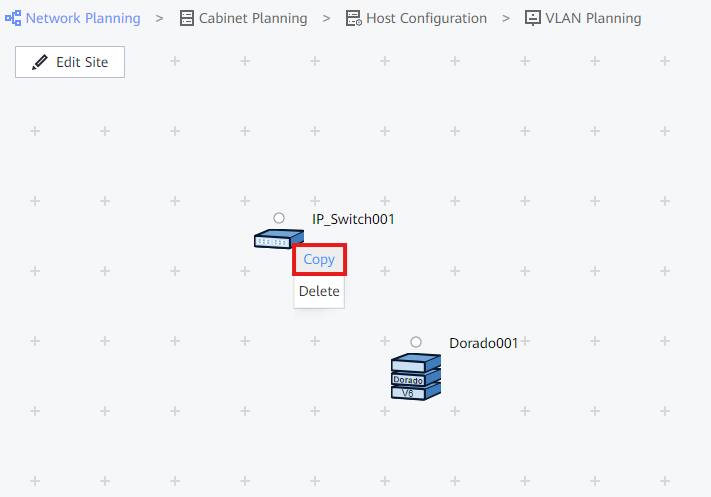 Network Planning > Cabinet Planning > Host Configuration > VLAN Planning
Edit Site
IP_Switch001
Copy
Delete
Dorado001
Dorado
V6